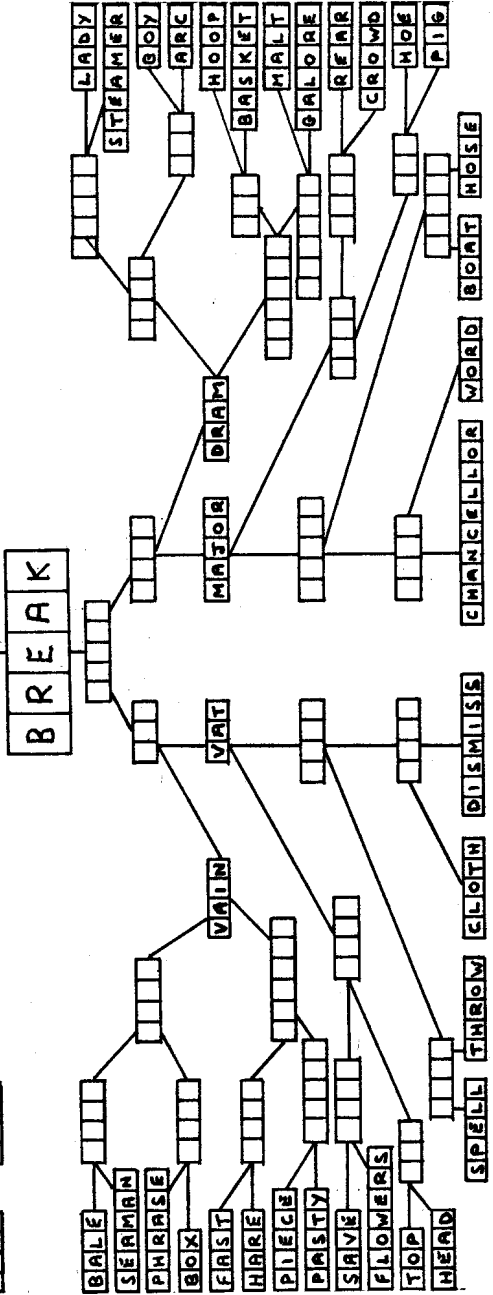 BREAK
LADY
STEAMER
BOY
ARC
HOOP
BASKET
MALT
GALORE
REAR
CROWD
HOE
PIG
DRAM
MAJOR
VAT
VAIN
BALE
SEAMAN
PHRASE
BOX
FAST
HARE
PIECE
PASTY
SAVE
FLOWERS
TOP
HEAD
SPELL
THROW
CLOTH
DISMISS
CHANCELLOR
WORD
BOAT
HOSE